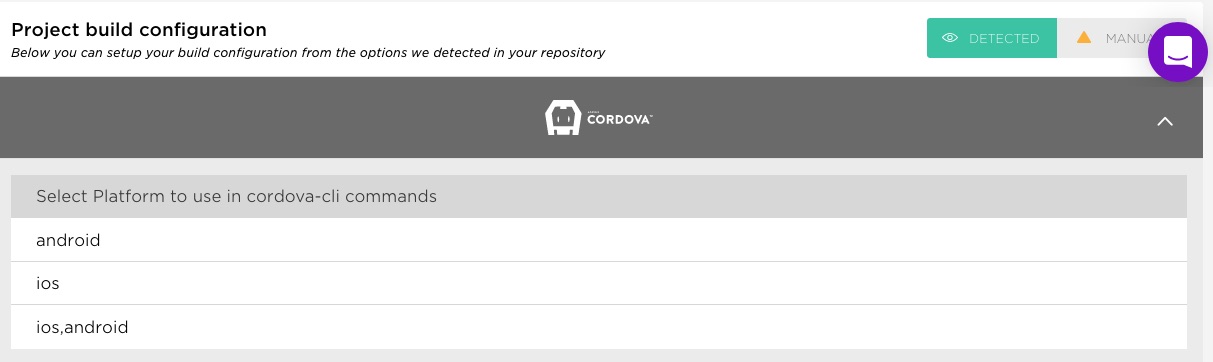 Project build configuration
Below you can setup your build configuration from the options we detected in your repository
DETECTED
CORDOVA
Select Platform to use in cordova-cli commands
android
ios
ios,android